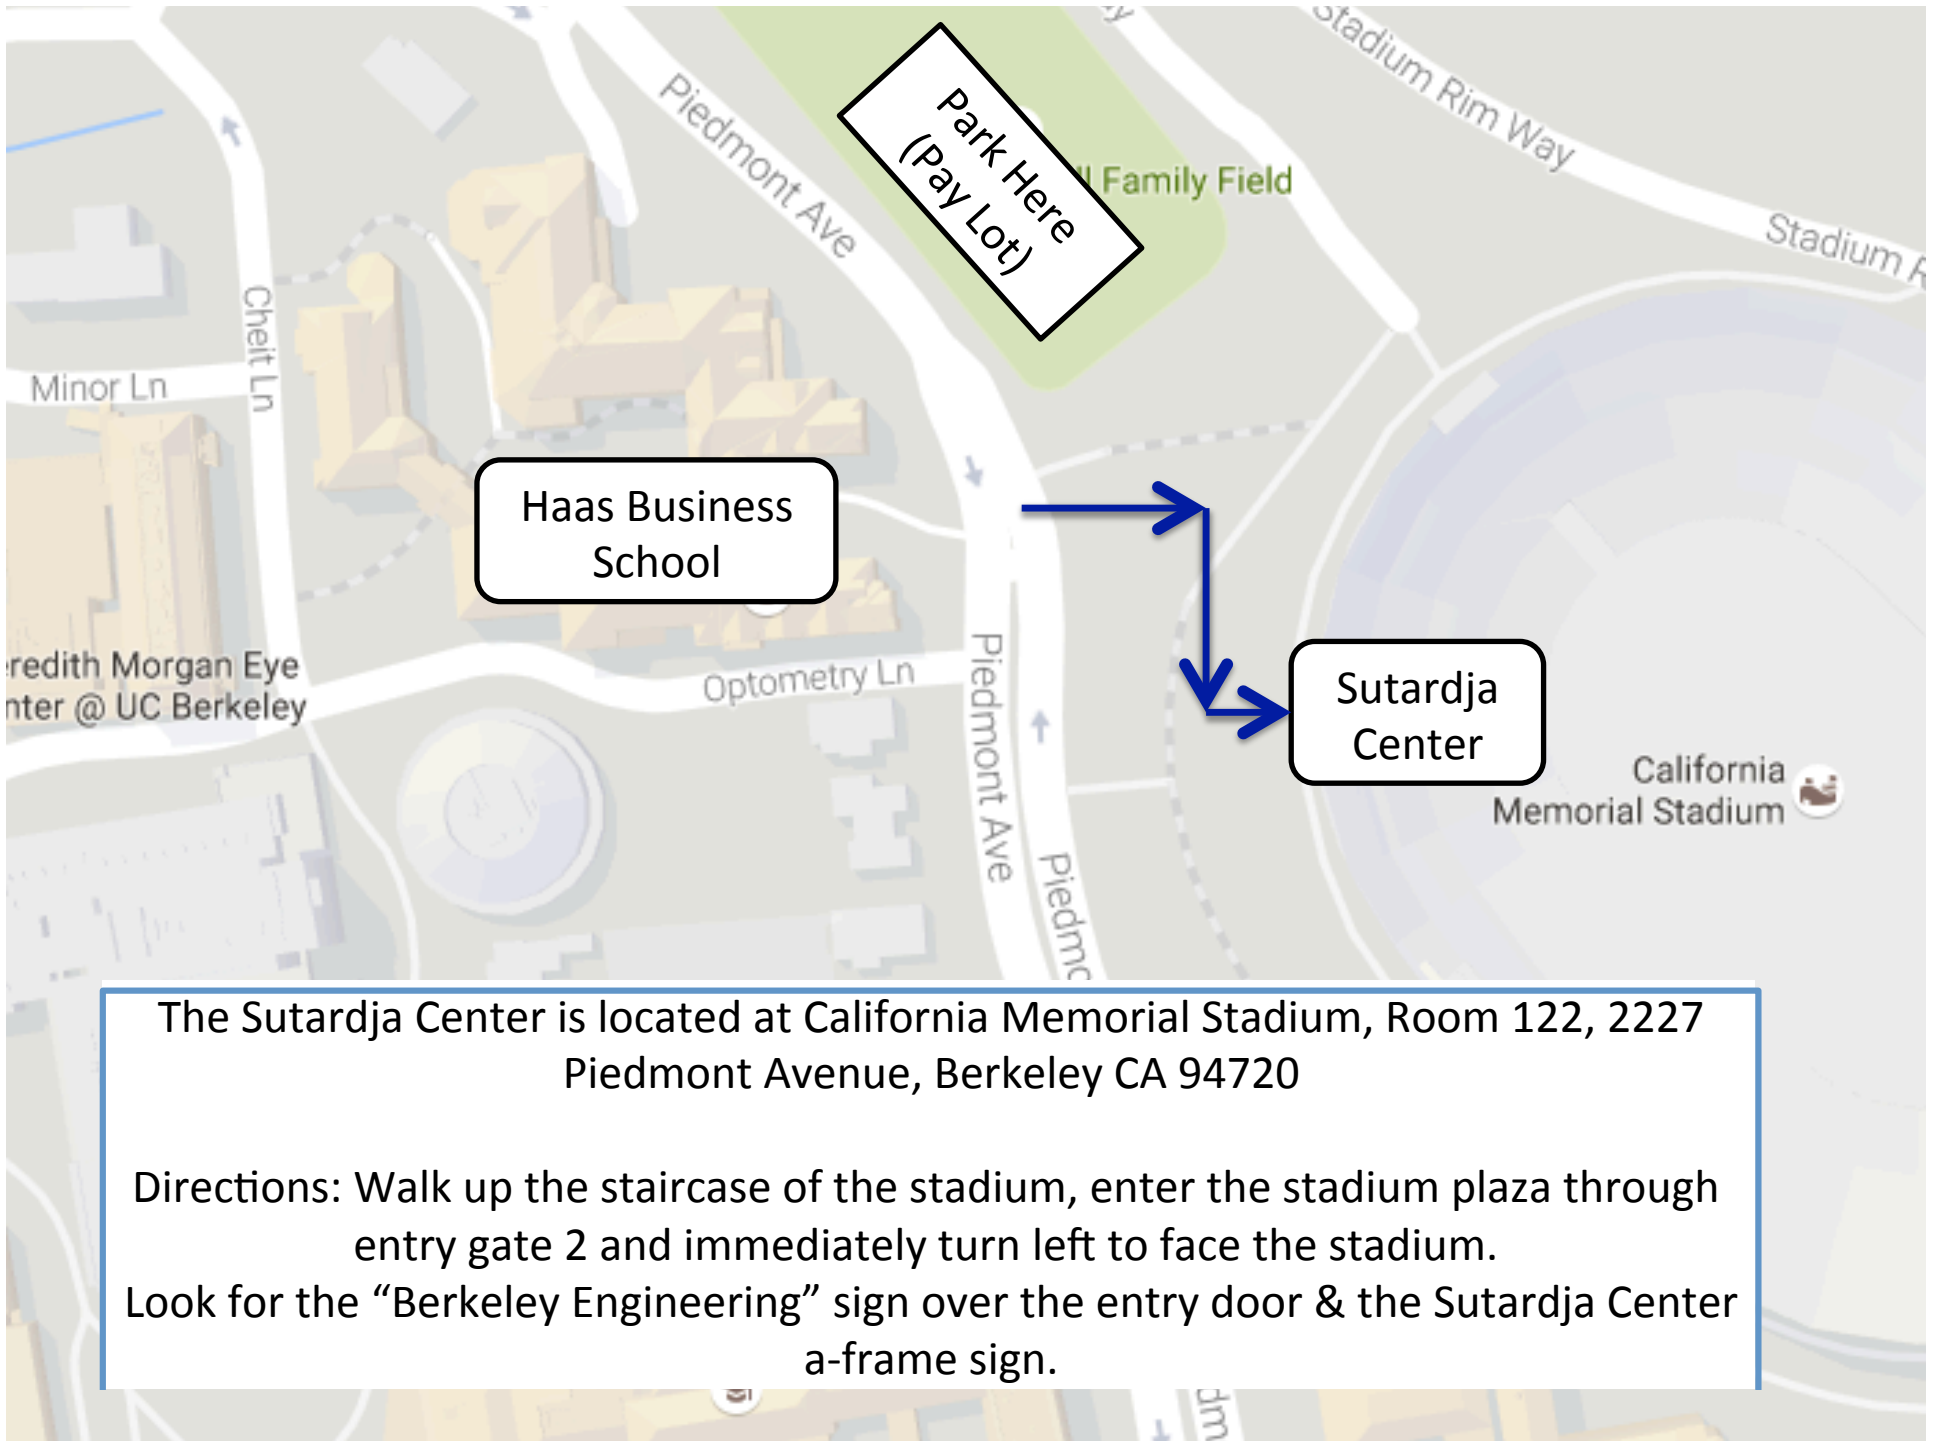 Stadium Rim Way
Piedmont Ave
Park Here
(Pay Lot)
Family Field
Stadium
Cheit Ln
Minor Ln
Haas Business
School
redith Morgan Eye
nter @ UC Berkeley
Optometry Ln
Piedmont Ave
Sutardja
Center
California
Memorial Stadium
Piedmo
The Sutardja Center is located at California Memorial Stadium, Room 122, 2227
Piedmont Avenue, Berkeley CA 94720
Directions: Walk up the staircase of the stadium, enter the stadium plaza through
entry gate 2 and immediately turn left to face the stadium.
Look for the “Berkeley Engineering” sign over the entry door & the Sutardja Center
a-frame sign.